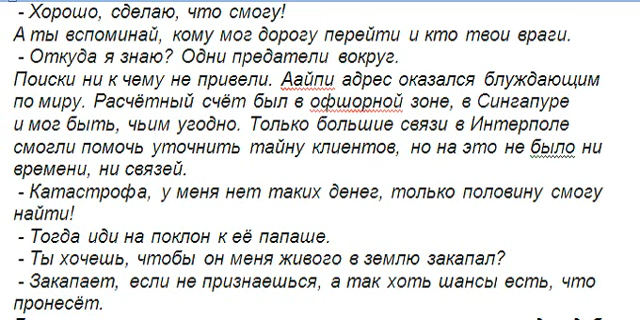 - Хорошо, сделаю, что смогу!
А ты вспоминай, кому мог дорогу перейти и кто твои враги.
- Откуда я знаю? Одни предатели вокруг.
Поиски ни к чему не привели. Аайпи адрес оказался блуждающим
по миру. Расчётный счёт был в офшорной зоне, в Сингапуре
и мог быть, чьим угодно. Только большие связи в Интерполе
смогли помочь уточнить тайну клиентов, но на это не было ни
времени, ни связей.
- Катастрофа, у меня нет таких денег, только половину смогу
найти!
- Тогда иди на поклон к её папаше.
- Ты хочешь, чтобы он меня живого в землю закапал?
- Закапает, если не признаешься, а так хоть шансы есть, что
пронесёт.